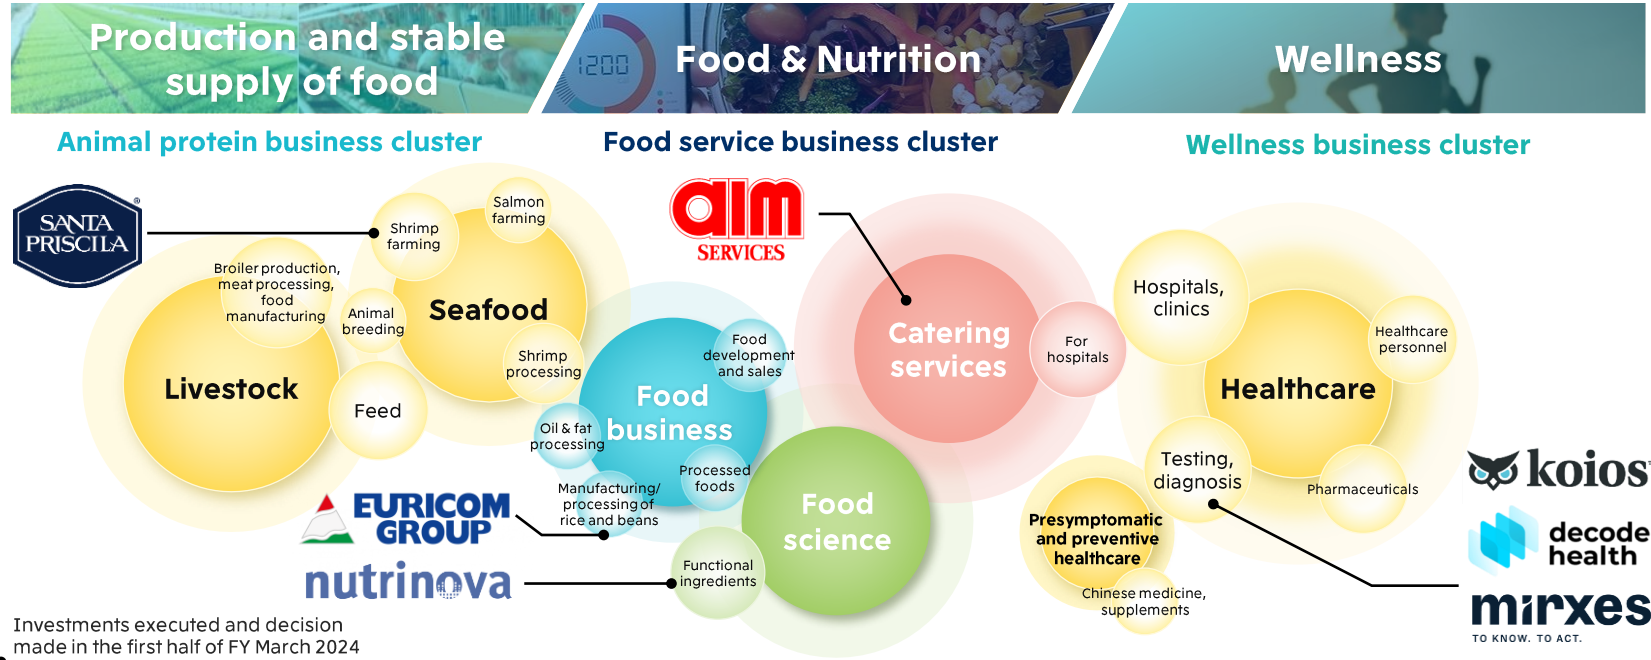 Production and stable
supply of food
1200
Food & Nutrition
Wellness
Animal protein business cluster
Food service business cluster
Wellness business cluster
SANTA
PRISCILA
®
Shrimp
farming
Salmon
farming
Broiler production,
meat processing,
food
manufacturing
Animal
breeding
Seafood
Shrimp
processing
Livestock
Feed
aim
SERVICES
Food
development
and sales
Food
business
Oil & fat
processing
Processed
foods
Manufacturing/
processing of
rice and beans
EURICOM
GROUP
nutrinova
Functional
ingredients
Food
science
Catering
services
For
hospitals
Hospitals,
clinics
Healthcare
personnel
Healthcare
Testing,
diagnosis
Pharmaceuticals
Presymptomatic
and preventive
healthcare
Chinese medicine,
supplements
koios
decode
health
mirxes
TO KNOW. TO ACT.
Investments executed and decision
made in the first half of FY March 2024